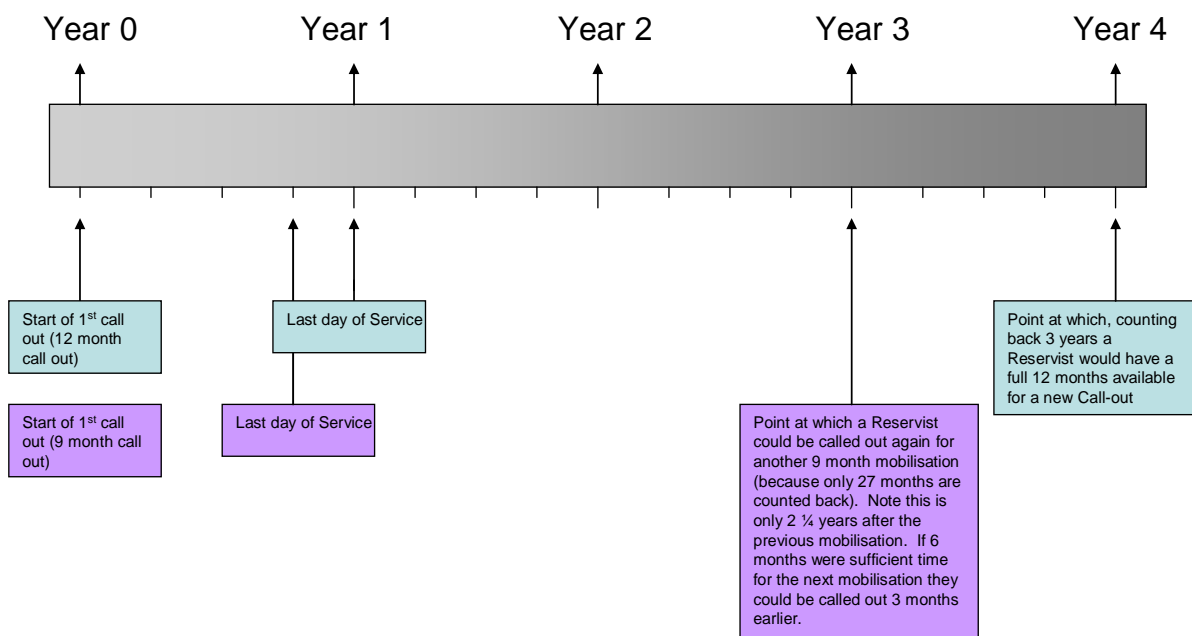 Year 0 Year 1 Year 2 Year 3 Year 4
Start of 1st call
out (12 month
call out)
Last day of Service
Point at which, counting
back 3 years a
Reservist would have a
full 12 months available
for a new Call-out
Start of 1st call
out (9 month call
out)
Last day of Service
Point at which a Reservist
could be called out again for
another 9 month mobilisation
(because only 27 months are
counted back). Note this is
only 2 ¼ years after the
previous mobilisation. If 6
months were sufficient time
for the next mobilisation they
could be called out 3 months
earlier.